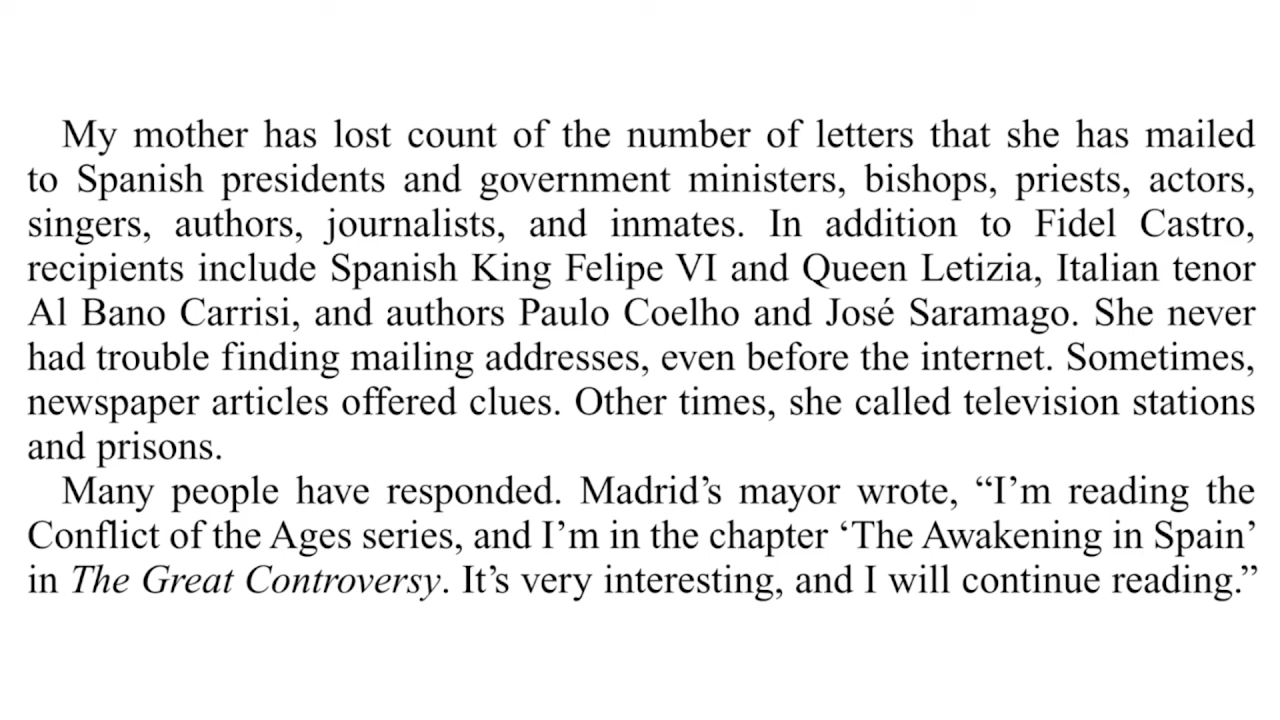 My mother has lost count of the number of letters that she has mailed
to Spanish presidents and government ministers, bishops, priests, actors,
singers, authors, journalists, and inmates. In addition to Fidel Castro,
recipients include Spanish King Felipe VI and Queen Letizia, Italian tenor
Al Bano Carrisi, and authors Paulo Coelho and José Saramago. She never
had trouble finding mailing addresses, even before the internet. Sometimes,
newspaper articles offered clues. Other times, she called television stations
and prisons.
Many people have responded. Madrid’s mayor wrote, “I’m reading the
Conflict of the Ages series, and I’m in the chapter ‘The Awakening in Spain’
in The Great Controversy. It’s very interesting, and I will continue reading.”